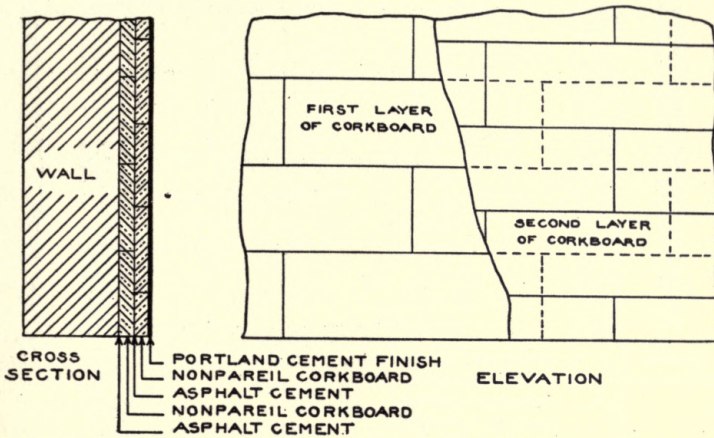 WALL
FIRST LAYER
OF CORKBOARD
SECOND LAYER
OF CORKBOARD
CROSS
SECTION
PORTLAND CEMENT FINISH
NONPAREIL CORKBOARD
ASPHALT CEMENT
NONPAREIL CORKBOARD
ASPHALT CEMENT
ELEVATION